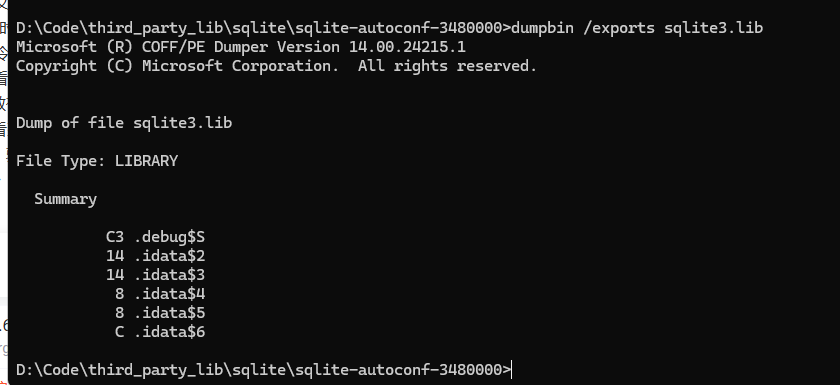 D:\Code\third_party_lib\sqlite\sqlite-autoconf-3480000>dumpbin /exports sqlite3.lib
Microsoft (R) COFF/PE Dumper Version 14.00.24215.1
Copyright (C) Microsoft Corporation.  All rights reserved.
Dump of file sqlite3.lib
File Type: LIBRARY
Summary
C3 .debug$S
14 .idata$2
14 .idata$3
8 .idata$4
8 .idata$5
C .idata$6
D:\Code\third_party_lib\sqlite\sqlite-autoconf-3480000>